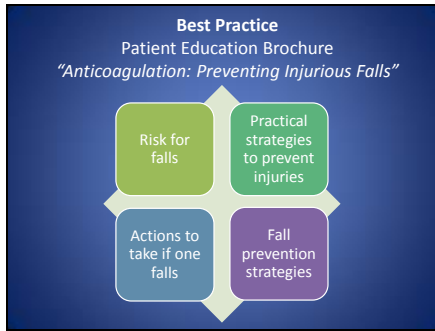 Best Practice
Patient Education Brochure
“Anticoagulation: Preventing Injurious Falls”
Risk for
falls
Practical
strategies
to prevent
injuries
Actions to
take if one
falls
Fall
prevention
strategies